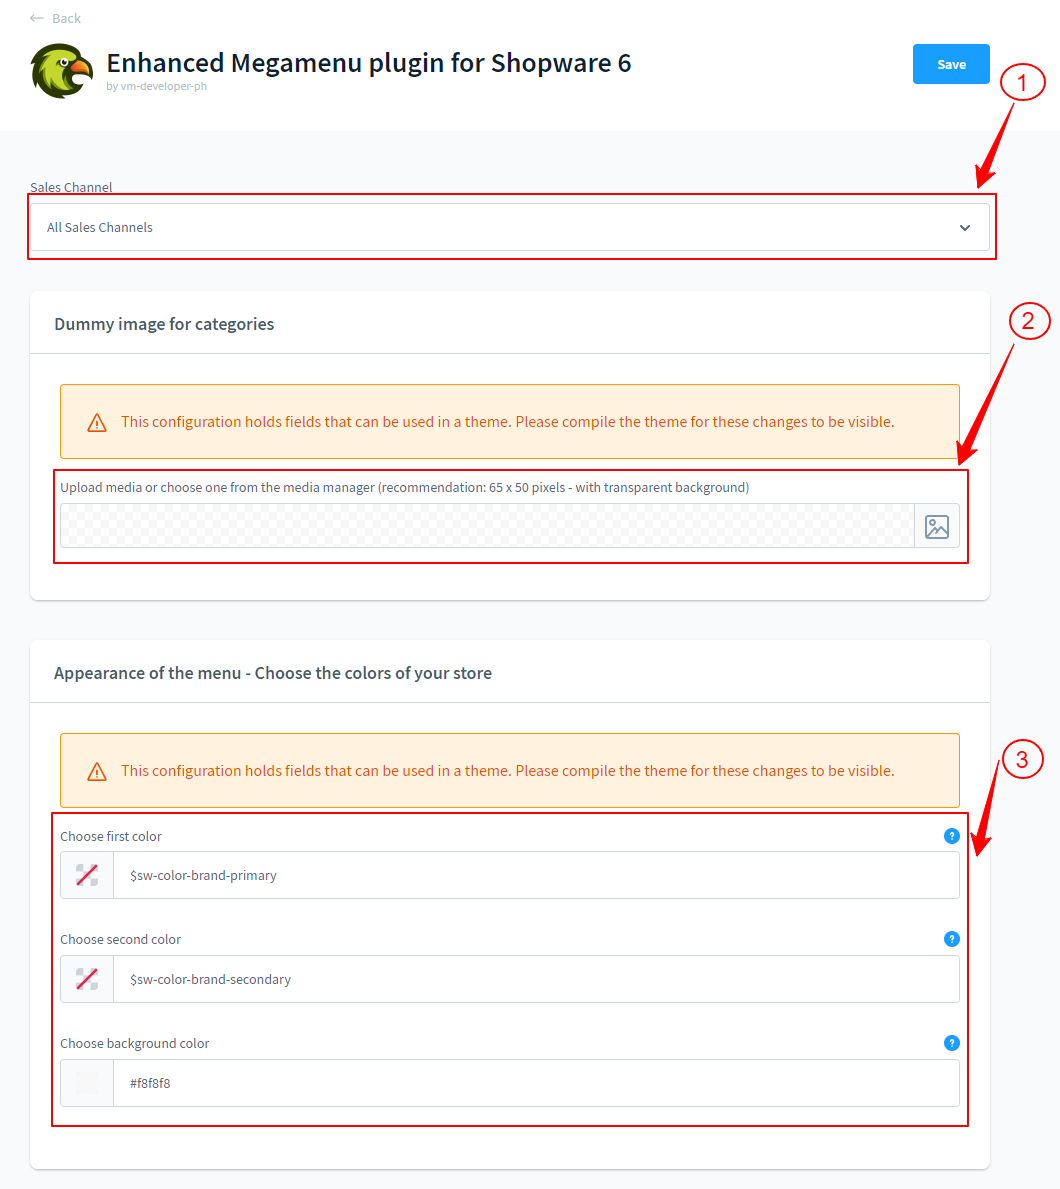 Back
Enhanced Megamenu plugin for Shopware 6
by vm-developer-ph
Save
1
Sales Channel
All Sales Channels
Dummy image for categories
2
This configuration holds fields that can be used in a theme. Please compile the theme for these changes to be visible.
Upload media or choose one from the media manager (recommendation: 65 x 50 pixels - with transparent background)
Appearance of the menu - Choose the colors of your store
This configuration holds fields that can be used in a theme. Please compile the theme for these changes to be visible.
3
Choose first color
?
$sw-color-brand-primary
Choose second color
?
$sw-color-brand-secondary
Choose background color
?
#f8f8f8